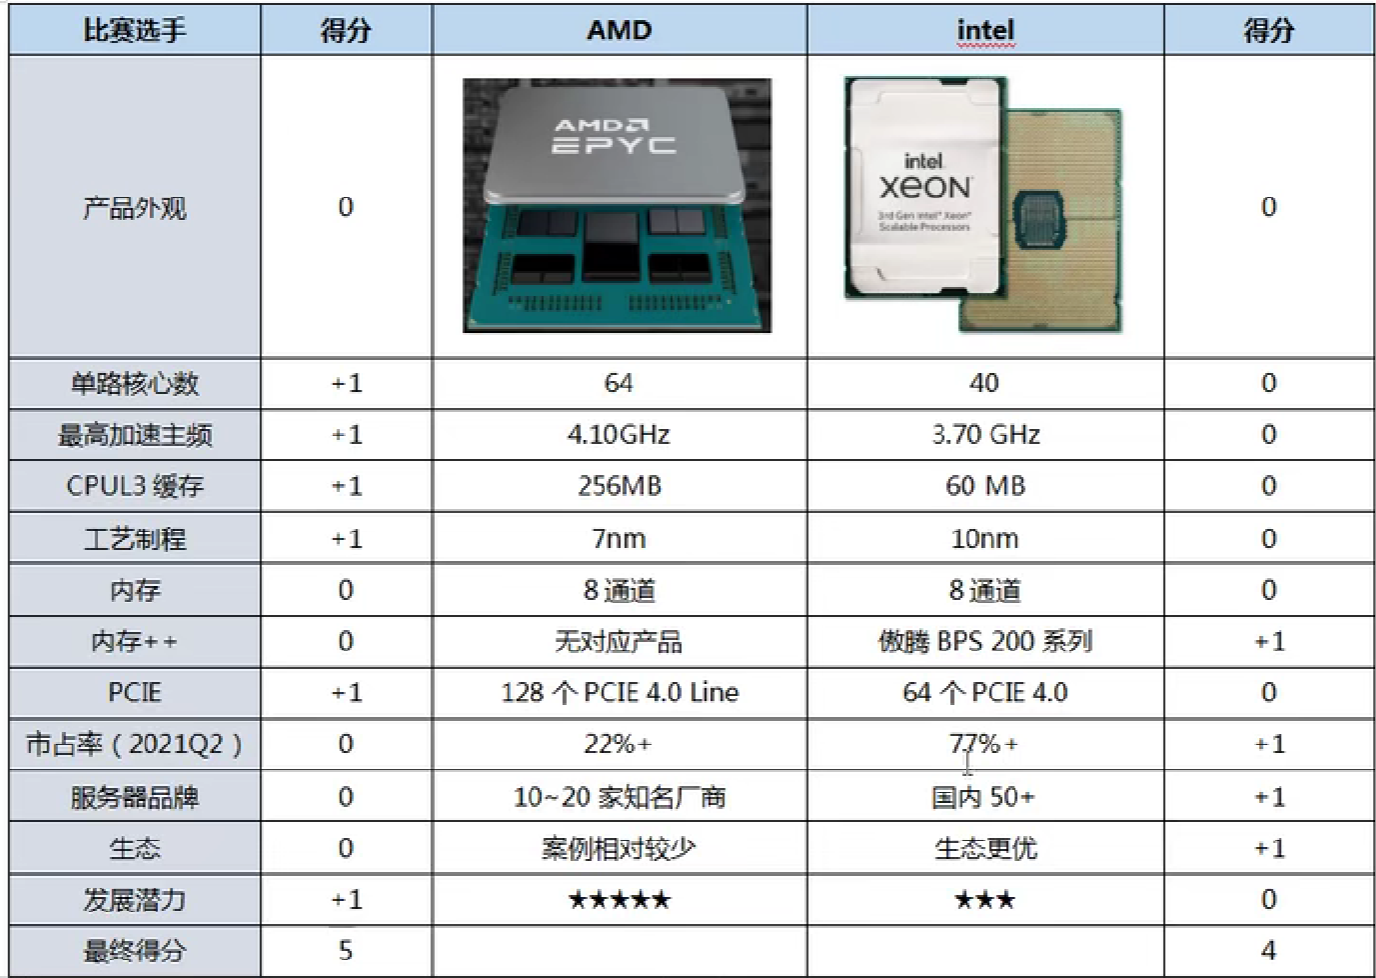 比赛选手 得分 AMD intel 得分
产品外观 0 0
AMD
EPYC
intel
XEON
3rd Gen Intel® Xeon®
Scalable Processors
单路核心数 +1 64 40 0
最高加速主频 +1 4.10GHz 3.70 GHz 0
CPUL3 缓存 +1 256MB 60 MB 0
工艺制程 +1 7nm 10nm 0
内存 0 8 通道 8 通道 0
内存++ 0 无对应产品 傲腾 BPS 200 系列 +1
PCIE +1 128 个 PCIE 4.0 Line 64 个 PCIE 4.0 0
市占率（2021Q2） 0 22%+ 77%+ +1
服务器品牌 0 10~20 家知名厂商 国内 50+ +1
生态 0 案例相对较少 生态更优 +1
发展潜力 +1 ★★★★★ ★★★ 0
最终得分 5 4